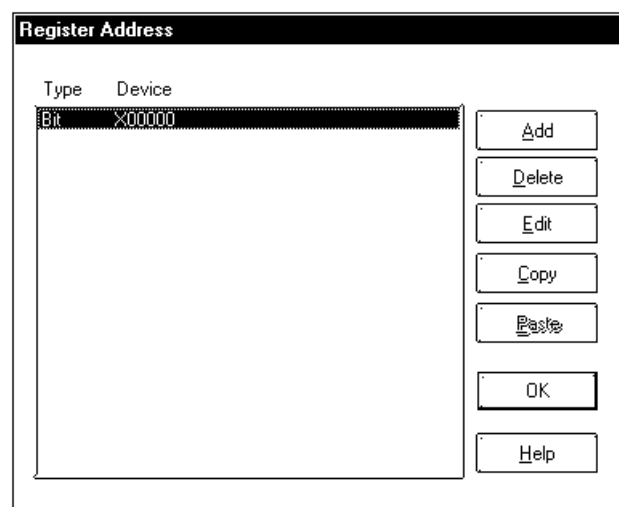 Register Address
Type Device
Bit X00000
Add
Delete
Edit
Copy
Paste
OK
Help